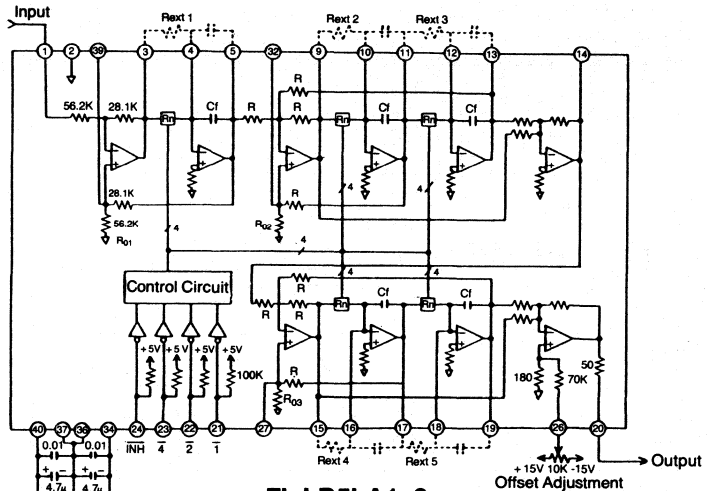 Input
Rext 1
Rext 2
Rext 3
1
2
39
3
4
5
32
9
10
11
12
13
14
56.2K
28.1K
Rn
Cf
R
R
R
Rn
Cf
Rn
Cf
28.1K
R
56.2K
R01
R02
4
4
4
4
4
4
Control Circuit
R
R
R
Rn
Cf
Rn
Cf
+5V
+5V
+5V
+5V
100K
R
R03
180
70K
50
40
37
36
34
24
23
22
21
27
15
16
17
18
19
26
20
0.01
0.01
INH
4
2
1
Rext 4
Rext 5
+15V 10K -15V
Output
4.7μ
4.7μ
Offset Adjustment